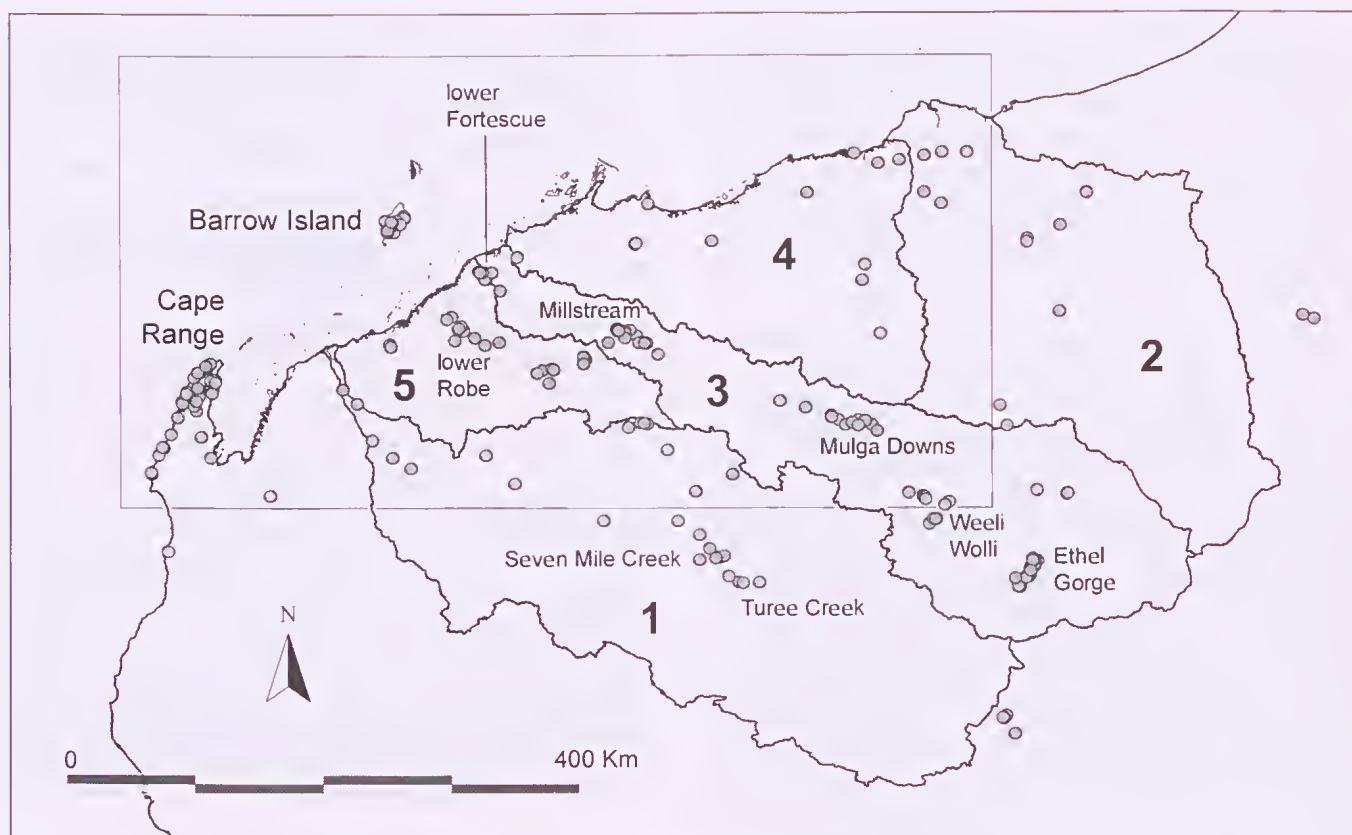 lower
Fortescue
Barrow Island
Cape
Range
4
Millstream
2
lower
Robe
5
3
Mulga Downs
Weeli
Wolli
Seven Mile Creek
Ethel
Gorge
Turee Creek
1
N
0
400 Km